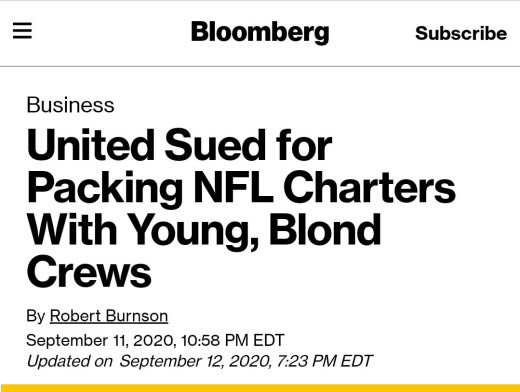 Bloomberg Subscribe
Business
United Sued for
Packing NFL Charters
With Young, Blond
Crews
By Robert Burnson
September 11, 2020, 10:58 PM EDT
Updated on September 12, 2020, 7:23 PM EDT